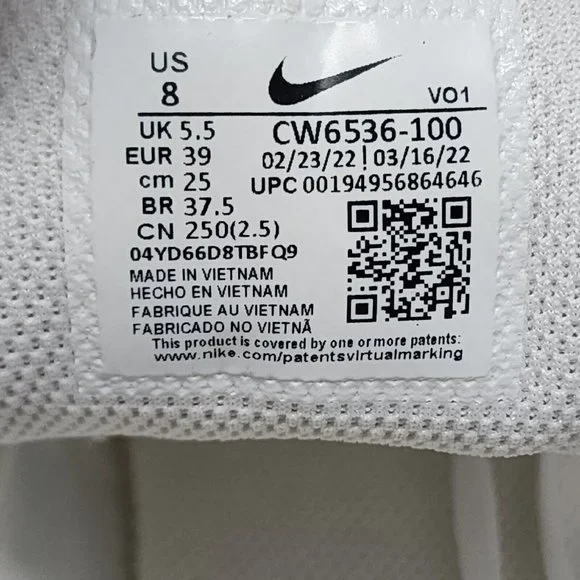 US
8
VO1
UK 5.5
CW6536-100
EUR 39
02/23/22 | 03/16/22
cm 25
UPC 00194956864646
BR 37.5
CN 250(2.5)
04YD66D8TBFQ9
MADE IN VIETNAM
HECHO EN VIETNAM
FABRIQUE AU VIETNAM
FABRICADO NO VIETNÃ
This product is covered by one or more patents:
www.nike.com/patentsvirtualmarking